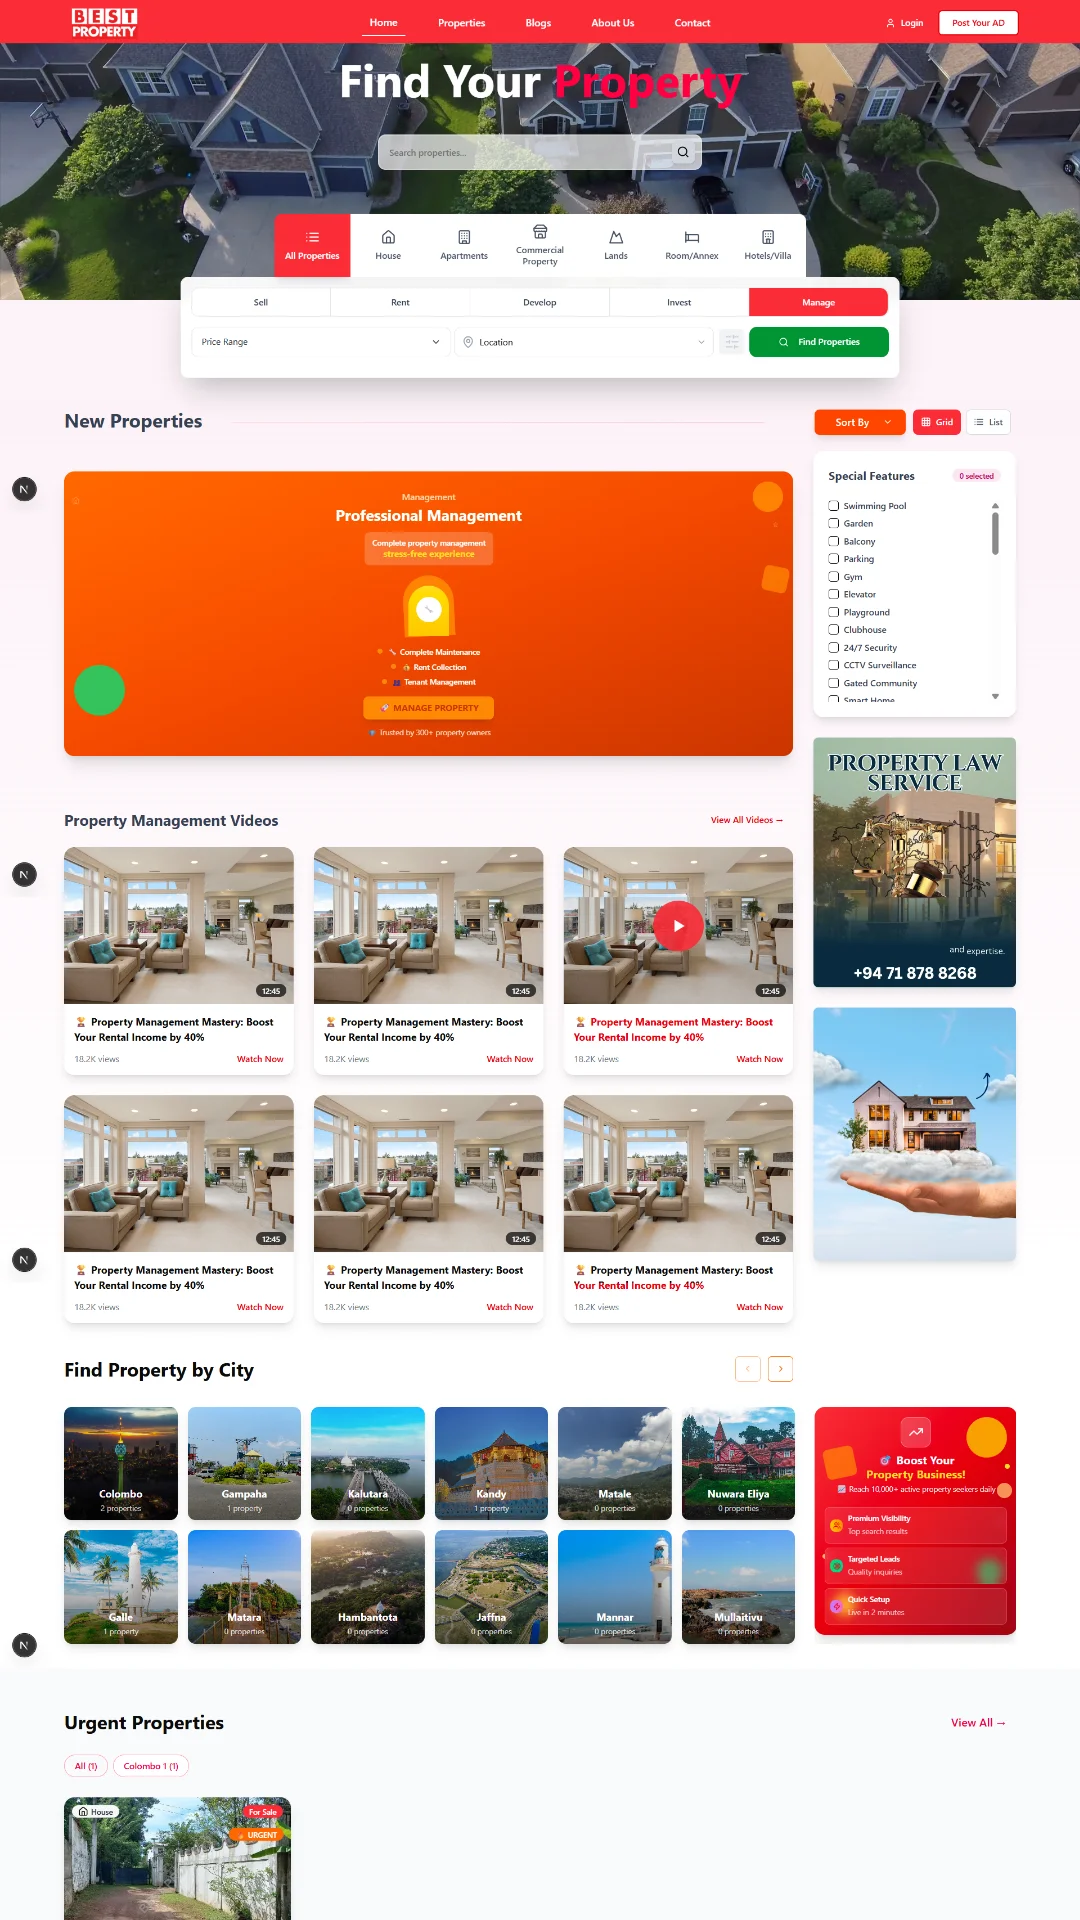 BEST
PROPERTY
Home
Properties
Blogs
About Us
Contact
Login
Post Your AD
Find Your Property
Search properties...
All Properties
House
Apartments
Commercial
Property
Lands
Room/Annex
Hotels/Villa
Sell
Rent
Develop
Invest
Manage
Price Range
Location
Find Properties
New Properties
Sort By
Grid
List
Management
Professional Management
Complete property management
stress-free experience
Complete Maintenance
Rent Collection
Tenant Management
MANAGE PROPERTY
Trusted by 300+ property owners
Special Features
0 selected
Swimming Pool
Garden
Balcony
Parking
Gym
Elevator
Playground
Clubhouse
24/7 Security
CCTV Surveillance
Gated Community
Smart Home
PROPERTY LAW
SERVICE
and expertise.
+94 71 878 8268
Property Management Videos
View All Videos →
12:45
12:45
12:45
🏆 Property Management Mastery: Boost
Your Rental Income by 40%
18.2K views
Watch Now
🏆 Property Management Mastery: Boost
Your Rental Income by 40%
18.2K views
Watch Now
🏆 Property Management Mastery: Boost
Your Rental Income by 40%
18.2K views
Watch Now
12:45
12:45
12:45
🏆 Property Management Mastery: Boost
Your Rental Income by 40%
18.2K views
Watch Now
🏆 Property Management Mastery: Boost
Your Rental Income by 40%
18.2K views
Watch Now
🏆 Property Management Mastery: Boost
Your Rental Income by 40%
18.2K views
Watch Now
N
N
N
N
Find Property by City
Colombo
2 properties
Gampaha
1 property
Kalutara
0 properties
Kandy
1 property
Matale
0 properties
Nuwara Eliya
0 properties
Galle
1 property
Matara
0 properties
Hambantota
0 properties
Jaffna
0 properties
Mannar
0 properties
Mullaitivu
0 properties
Boost Your
Property Business!
Reach 10,000+ active property seekers daily
Premium Visibility
Top search results
Targeted Leads
Quality inquiries
Quick Setup
Live in 2 minutes
Urgent Properties
View All →
All (1)
Colombo 1 (1)
House
For Sale
URGENT